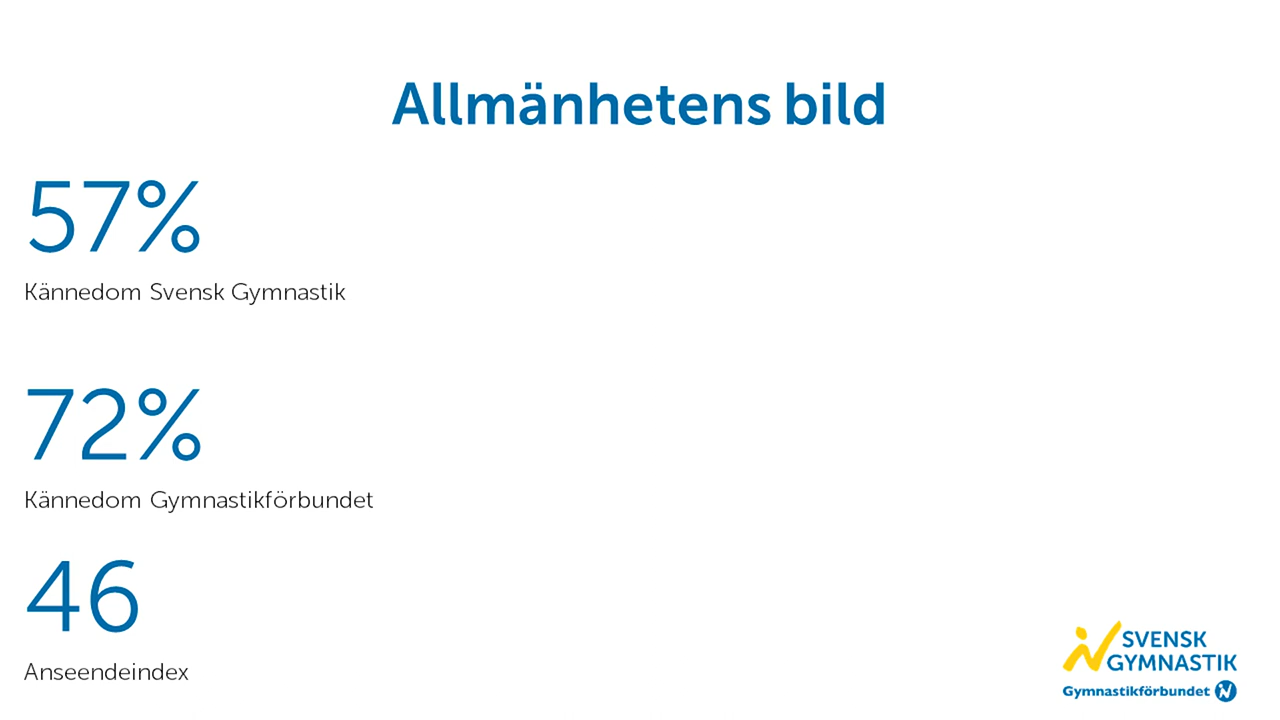 Allmänhetens bild
57%
Kännedom Svensk Gymnastik
72%
Kännedom Gymnastikförbundet
46
Anseendeindex
SVENSK
GYMNASTIK
Gymnastikförbundet